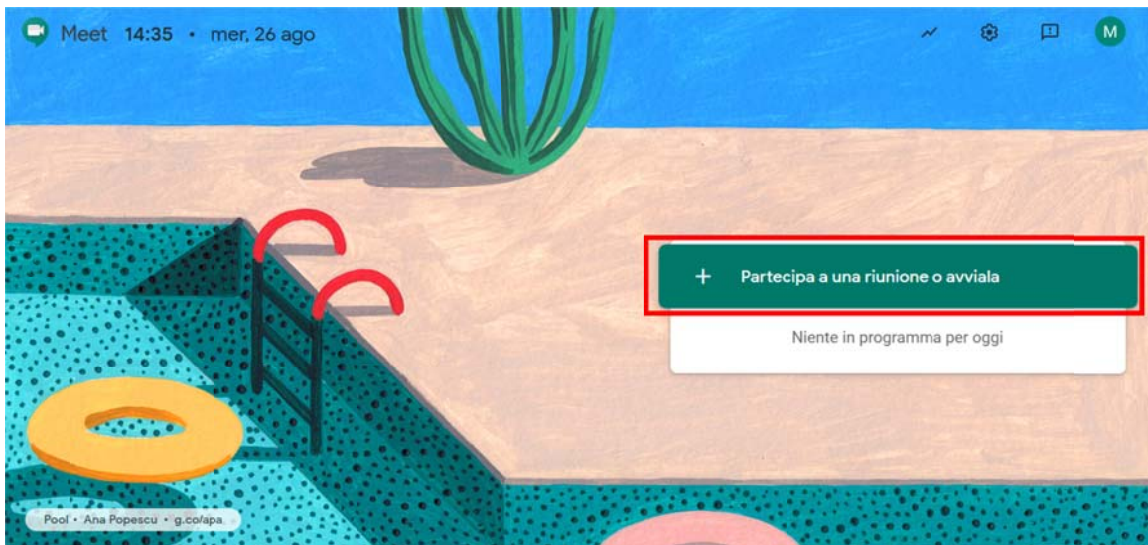 Meet 14:35 • mer, 26 ago
M
+ Partecipa a una riunione o avviala
Niente in programma per oggi
Pool • Ana Popescu • g.co/apa